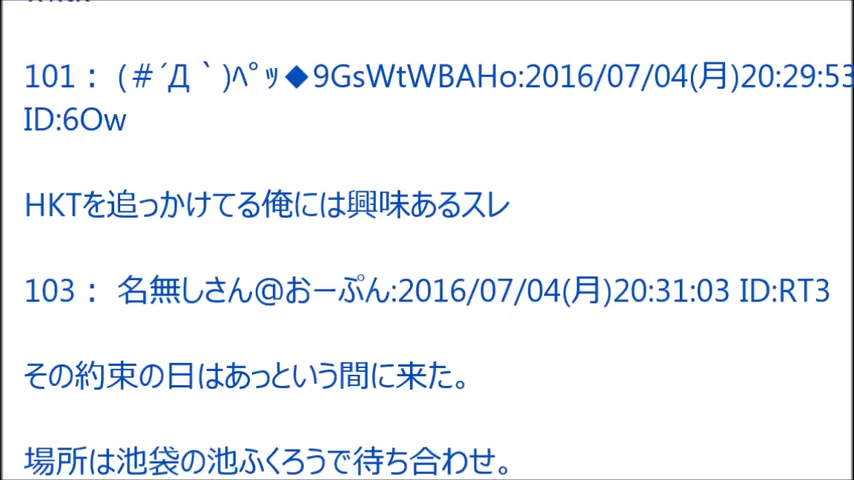 101： (＃´Д｀)ﾍﾟｯ◆9GsWtWBAHo:2016/07/04(月)20:29:53
ID:6Ow
HKTを追っかけてる俺には興味あるスレ
103： 名無しさん@おーぷん:2016/07/04(月)20:31:03 ID:RT3
その約束の日はあっという間に来た。
場所は池袋の池ふくろうで待ち合わせ。